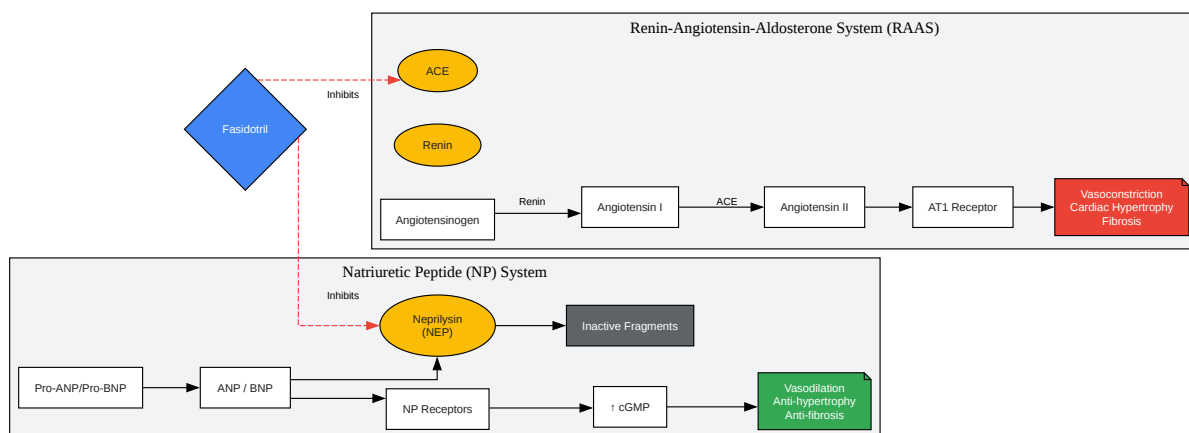 Renin-Angiotensin-Aldosterone System (RAAS)
ACE
Inhibits
Fasidotril
Renin
Angiotensinogen
Renin
Angiotensin I
ACE
Angiotensin II
AT1 Receptor
Vasoconstriction
Cardiac Hypertrophy
Fibrosis
Natriuretic Peptide (NP) System
Inhibits
Neprilysin
(NEP)
Inactive Fragments
Pro-ANP/Pro-BNP
ANP / BNP
NP Receptors
↑ cGMP
Vasodilation
Anti-hypertrophy
Anti-fibrosis